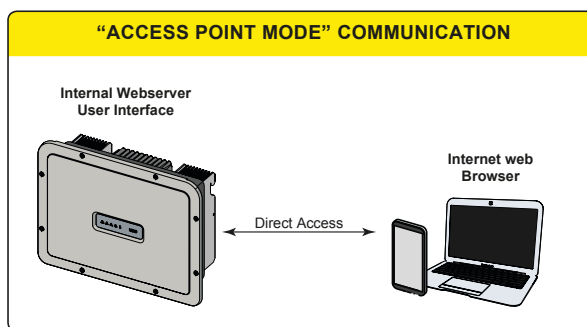 “ACCESS POINT MODE” COMMUNICATION
Internal Webserver
User Interface
Internet web
Browser
Direct Access